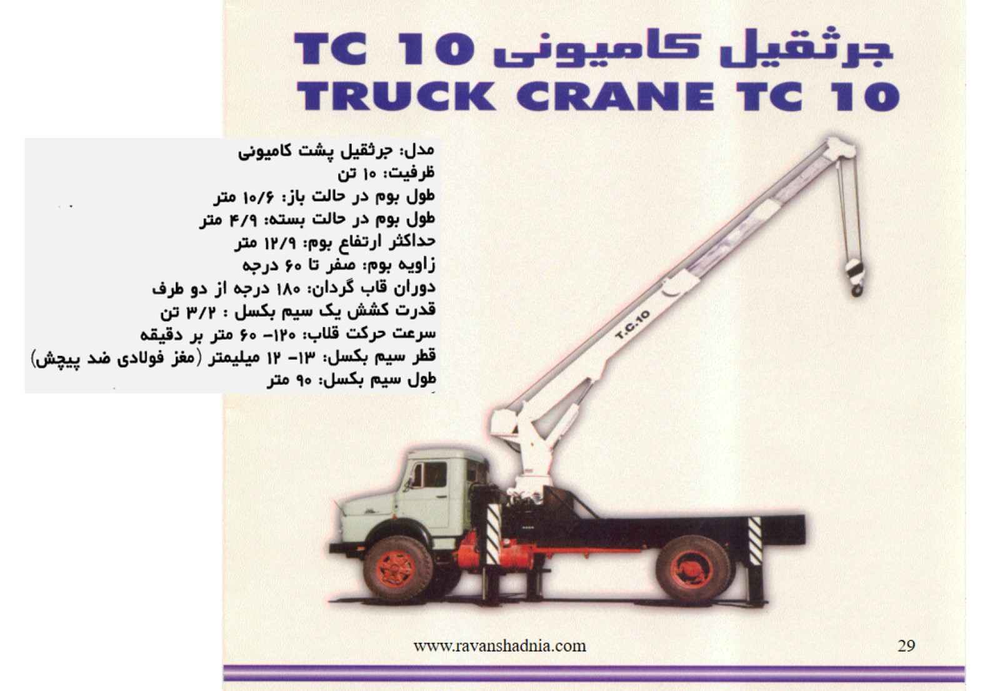 جرثقیل کامیونی TC 10
TRUCK CRANE TC 10
مدل: جرثقیل پشت کامیونی
ظرفیت: ۱۰ تن
طول بوم در حالت باز: ۱۰/۶ متر
طول بوم در حالت بسته: ۴/۹ متر
حداکثر ارتفاع بوم: ۱۲/۹ متر
زاویه بوم: صفر تا ۶۰ درجه
دوران قاب گردان: ۱۸۰ درجه از دو طرف
قدرت کشش یک سیم بکسل : ۳/۲ تن
سرعت حرکت قلاب: ۱۲۰- ۶۰ متر بر دقیقه
قطر سیم بکسل: ۱۳- ۱۲ میلیمتر (مغز فولادی ضد پیچش)
طول سیم بکسل: ۹۰ متر
T.C.10
www.ravanshadnia.com
29